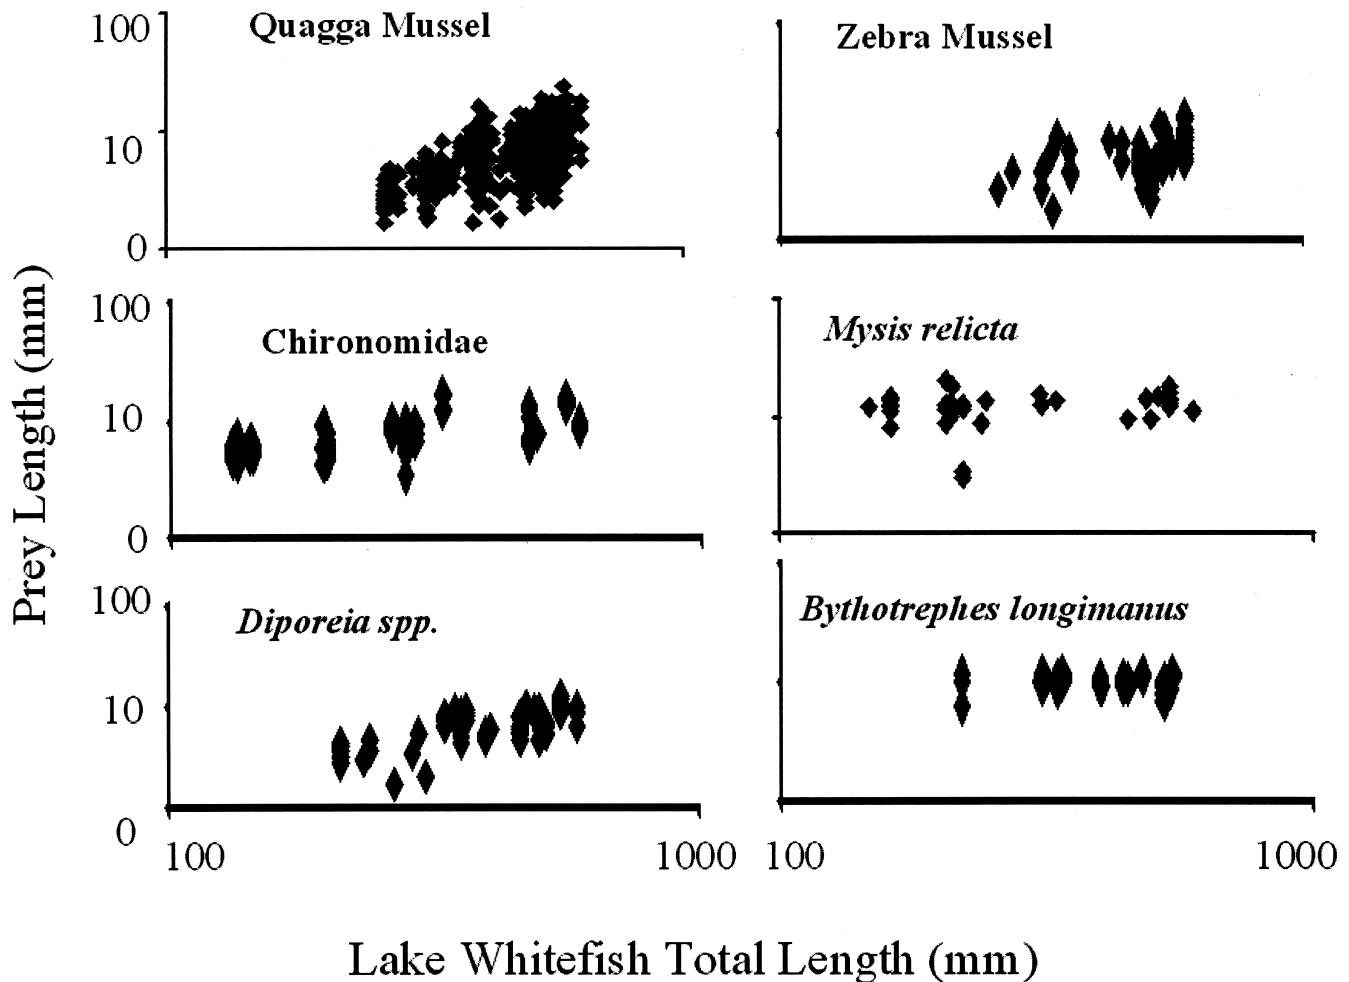 Quagga Mussel
Zebra Mussel
100
10
0
Chironomidae
Mysis relicta
100
10
0
Diporeia spp.
Bythotrephes longimanus
100
10
0
100
1000
100
1000
Prey Length (mm)
Lake Whitefish Total Length (mm)